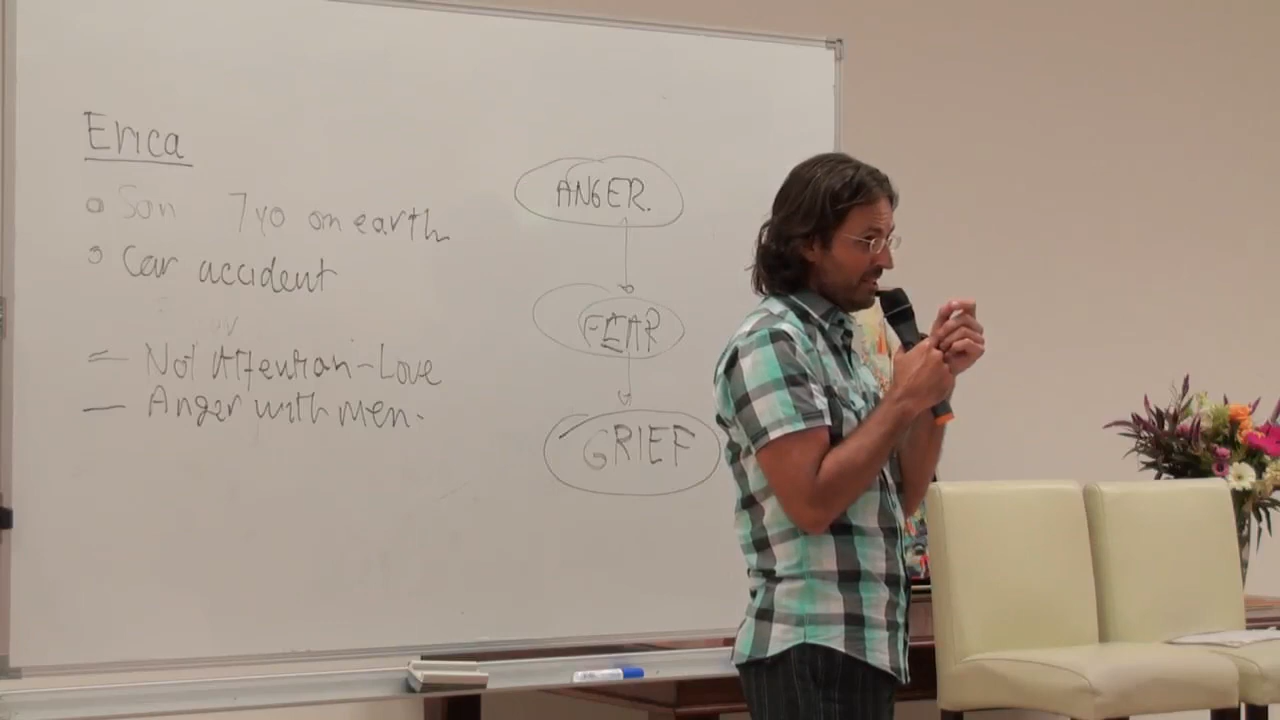 Erica
Son 7yo on earth
Car accident
Not Attention - Love
Anger with men.
ANGER.
FEAR
GRIEF